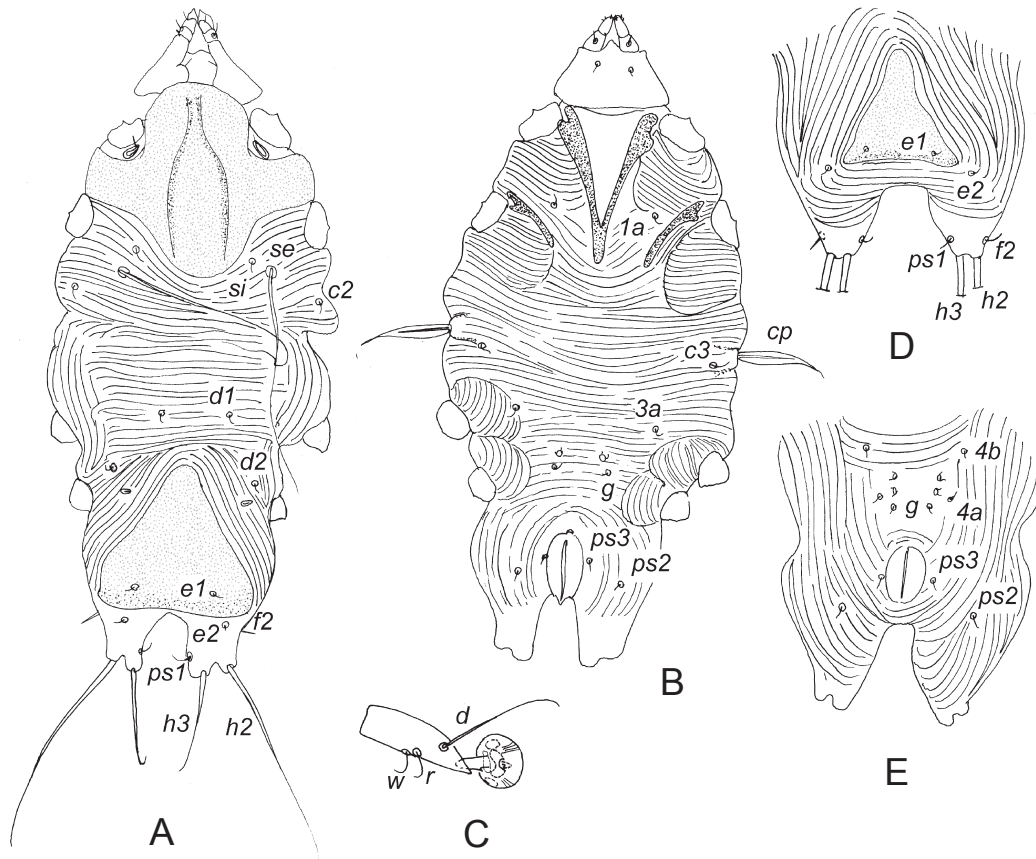 se
si
c2
d1
d2
e1
e2
f2
ps1
h3
h2
A
1a
cp
c3
3a
g
ps3
ps2
B
d
w
r
C
e1
e2
ps1
f2
h3
h2
D
4b
g
4a
ps3
ps2
E